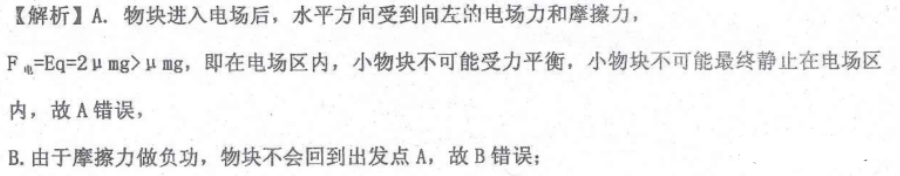 【解析】A. 物块进入电场后，水平方向受到向左的电场力和摩擦力，
F电=Eq=2μmg>μmg，即在电场区内，小物块不可能受力平衡，小物块不可能最终静止在电场区
内，故 A 错误，
B.由于摩擦力做负功，物块不会回到出发点 A，故 B 错误；